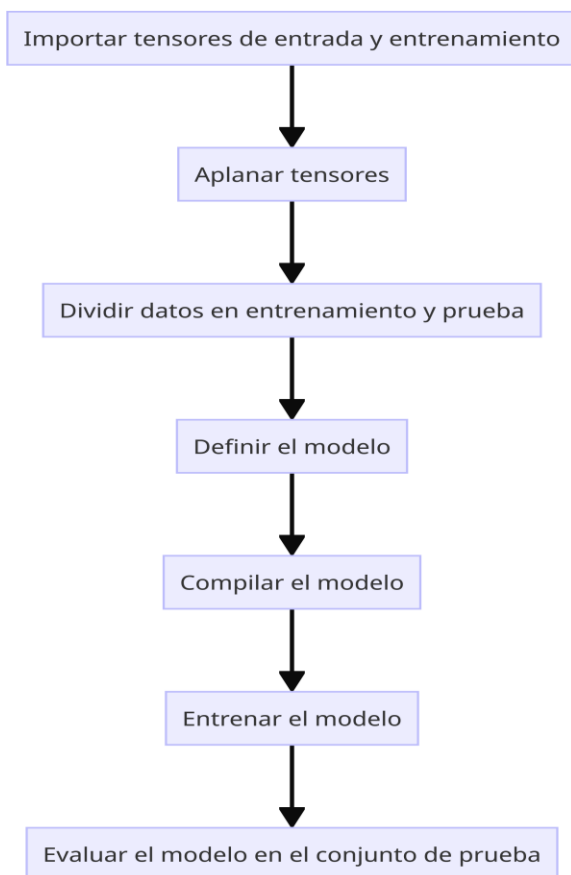 Importar tensores de entrada y entrenamiento
Aplanar tensores
Dividir datos en entrenamiento y prueba
Definir el modelo
Compilar el modelo
Entrenar el modelo
Evaluar el modelo en el conjunto de prueba